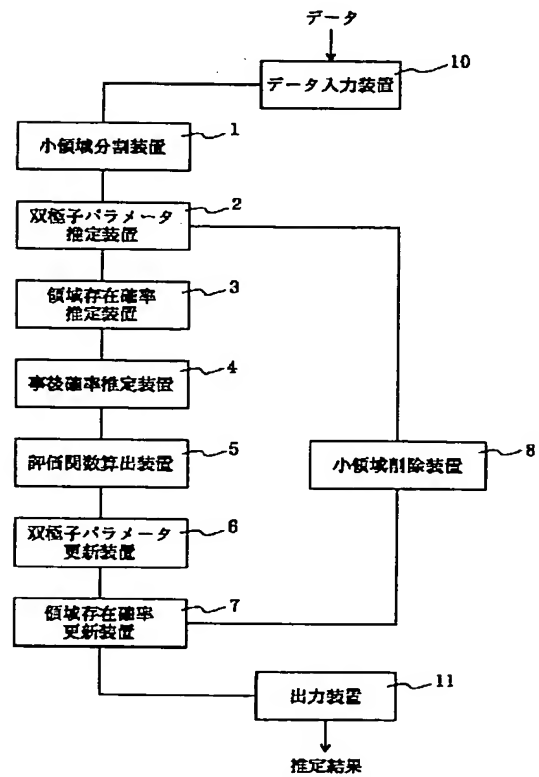 データ
データ入力装置
10
小領域分割装置
1
双極子パラメータ
推定装置
2
領域存在確率
推定装置
3
事後確率推定装置
4
評価関数算出装置
5
小領域削除装置
8
双極子パラメータ
更新装置
6
領域存在確率
更新装置
7
出力装置
11
推定結果